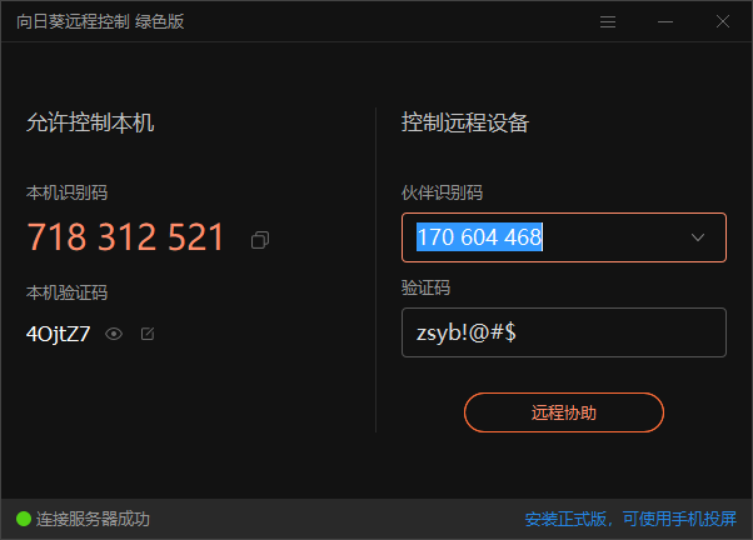 向日葵远程控制 绿色版
允许控制本机
本机识别码
718 312 521
本机验证码
4OjtZ7
控制远程设备
伙伴识别码
170 604 468
验证码
zsyb!@#$
远程协助
连接服务器成功
安装正式版，可使用手机投屏